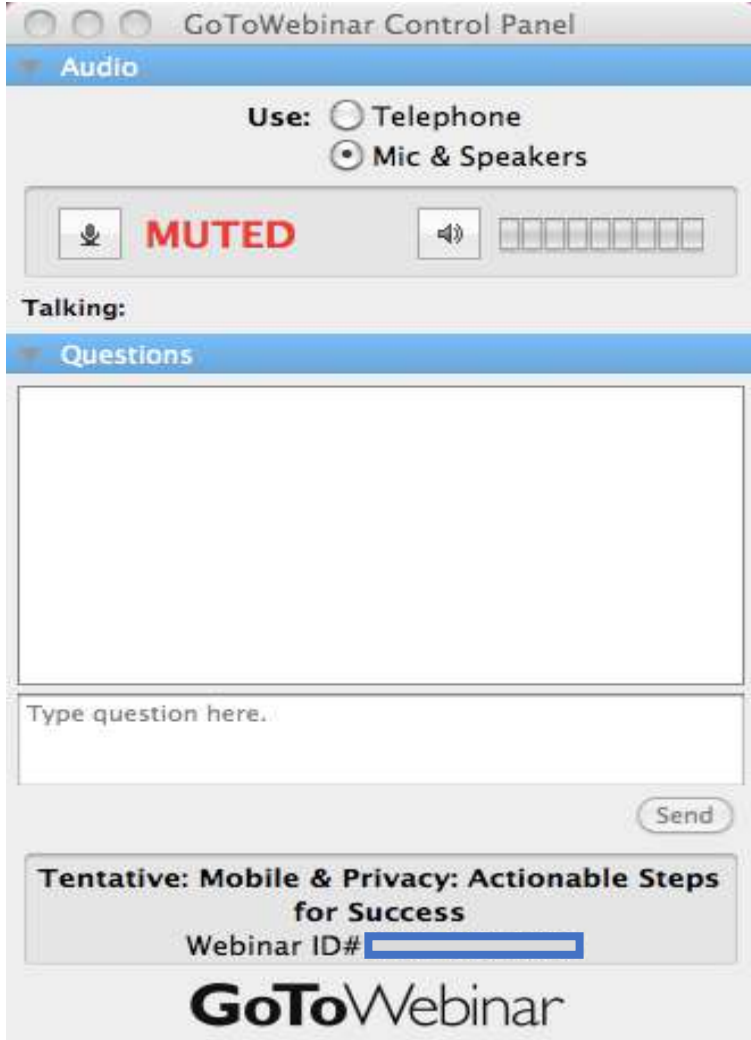 GoToWebinar Control Panel
Audio
Use: Telephone
Mic & Speakers
MUTED
Talking:
Questions
Type question here.
Send
Tentative: Mobile & Privacy: Actionable Steps
for Success
Webinar ID#
GoToWebinar